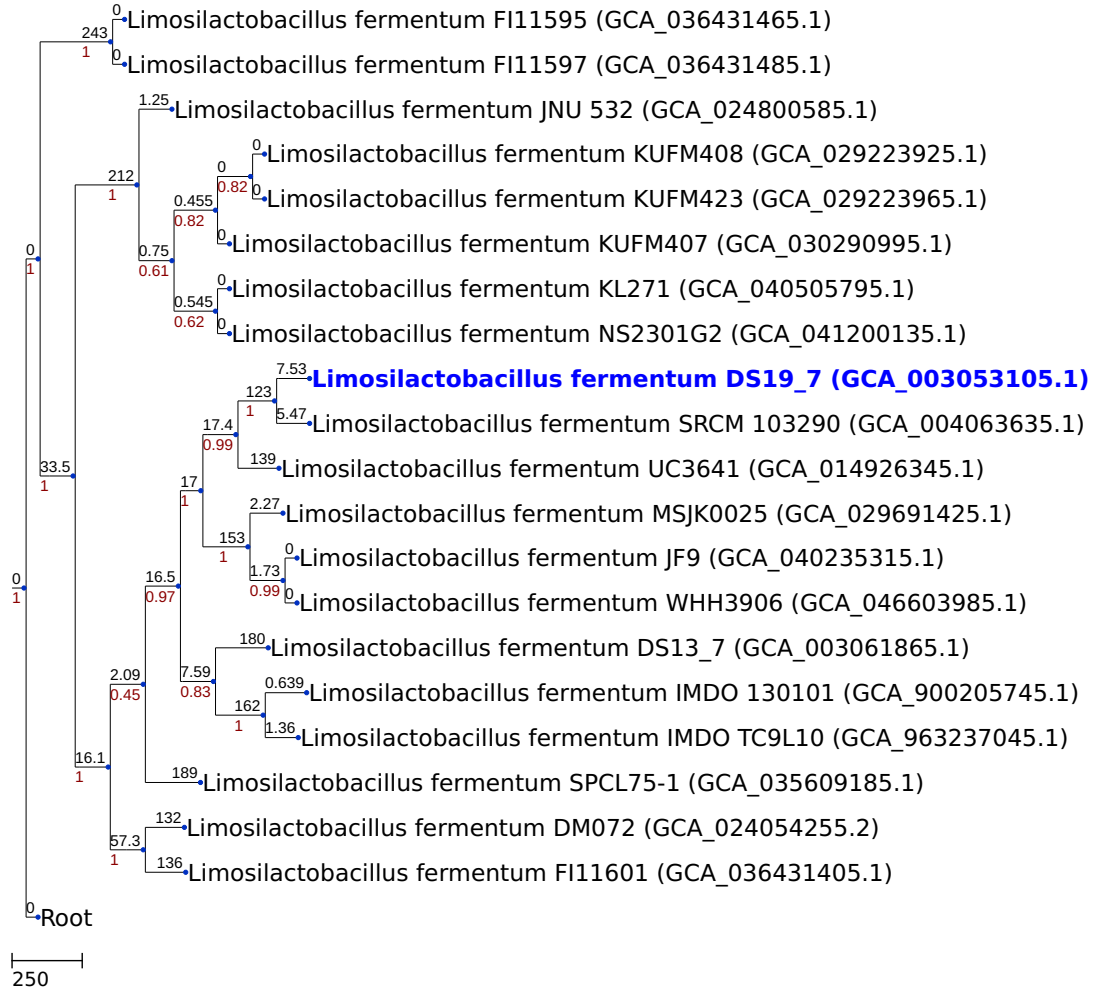 0
Limosilactobacillus fermentum FI11595 (GCA_036431465.1)
243
1
0
Limosilactobacillus fermentum FI11597 (GCA_036431485.1)
1.25
Limosilactobacillus fermentum JNU 532 (GCA_024800585.1)
0
Limosilactobacillus fermentum KUFM408 (GCA_029223925.1)
0
0.82
212
1
0
Limosilactobacillus fermentum KUFM423 (GCA_029223965.1)
0.455
0.82
0
Limosilactobacillus fermentum KUFM407 (GCA_030290995.1)
0
1
0.75
0.61
0
Limosilactobacillus fermentum KL271 (GCA_040505795.1)
0.545
0.62
0
Limosilactobacillus fermentum NS2301G2 (GCA_041200135.1)
7.53
Limosilactobacillus fermentum DS19_7 (GCA_003053105.1)
123
1
5.47
Limosilactobacillus fermentum SRCM 103290 (GCA_004063635.1)
17.4
0.99
139
Limosilactobacillus fermentum UC3641 (GCA_014926345.1)
33.5
1
17
1
2.27
Limosilactobacillus fermentum MSJK0025 (GCA_029691425.1)
153
1
0
Limosilactobacillus fermentum JF9 (GCA_040235315.1)
1.73
0.99
0
1
16.5
0.97
0
Limosilactobacillus fermentum WHH3906 (GCA_046603985.1)
180
Limosilactobacillus fermentum DS13_7 (GCA_003061865.1)
2.09
0.45
7.59
0.83
0.639
Limosilactobacillus fermentum IMDO 130101 (GCA_900205745.1)
162
1
1.36
Limosilactobacillus fermentum IMDO TC9L10 (GCA_963237045.1)
16.1
1
189
Limosilactobacillus fermentum SPCL75-1 (GCA_035609185.1)
132
Limosilactobacillus fermentum DM072 (GCA_024054255.2)
57.3
1
136
Limosilactobacillus fermentum FI11601 (GCA_036431405.1)
0
Root
250